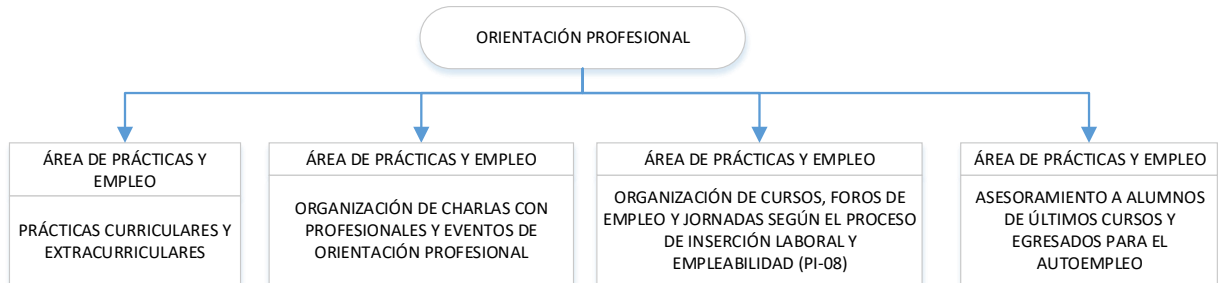 ORIENTACIÓN PROFESIONAL
ÁREA DE PRÁCTICAS Y
EMPLEO
PRÁCTICAS CURRICULARES Y
EXTRACURRICULARES
ÁREA DE PRÁCTICAS Y EMPLEO
ORGANIZACIÓN DE CHARLAS CON
PROFESIONALES Y EVENTOS DE
ORIENTACIÓN PROFESIONAL
ÁREA DE PRÁCTICAS Y EMPLEO
ORGANIZACIÓN DE CURSOS, FOROS DE
EMPLEO Y JORNADAS SEGÚN EL PROCESO
DE INSERCIÓN LABORAL Y
EMPLEABILIDAD (PI-08)
ÁREA DE PRÁCTICAS Y EMPLEO
ASESORAMIENTO A ALUMNOS
DE ÚLTIMOS CURSOS Y
EGRESADOS PARA EL
AUTOEMPLEO